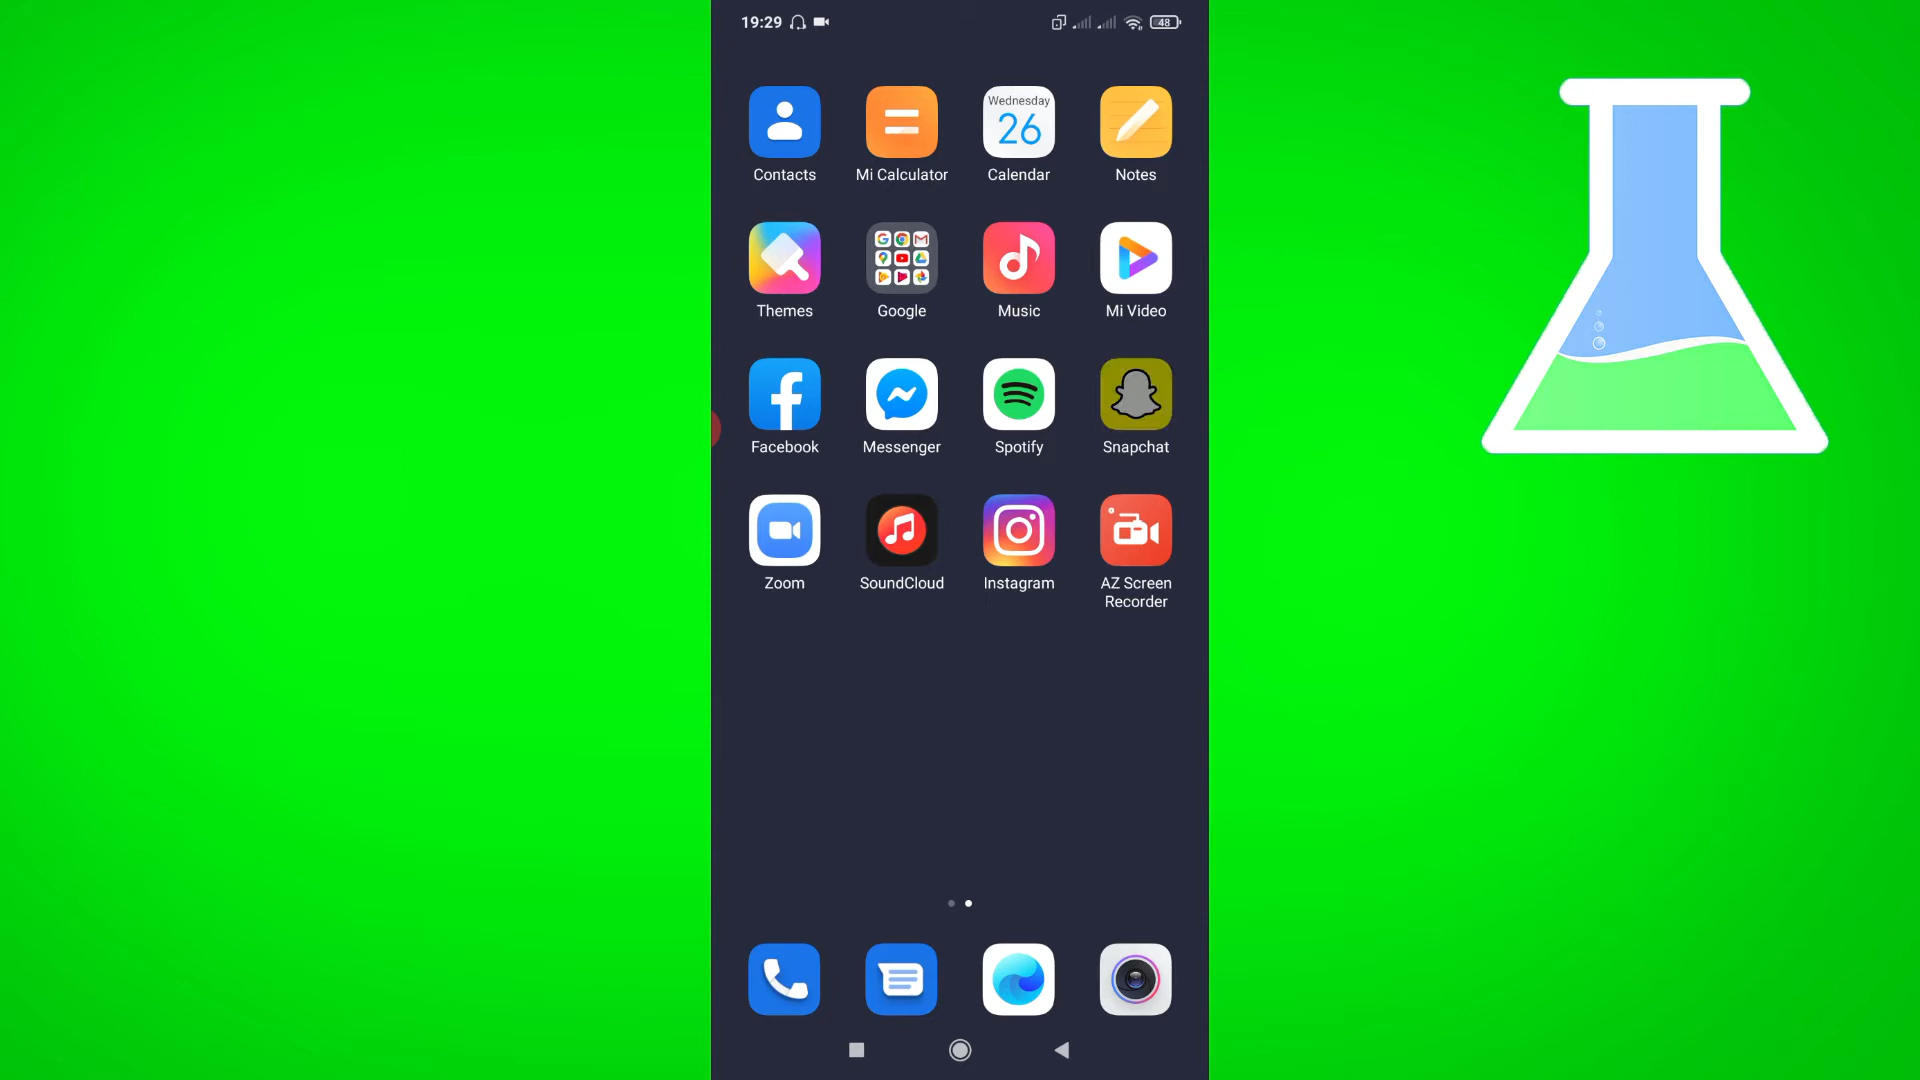 19:29
48
Wednesday
26
Contacts
Mi Calculator
Calendar
Notes
Themes
Google
Music
Mi Video
Facebook
Messenger
Spotify
Snapchat
Zoom
SoundCloud
Instagram
AZ Screen
Recorder